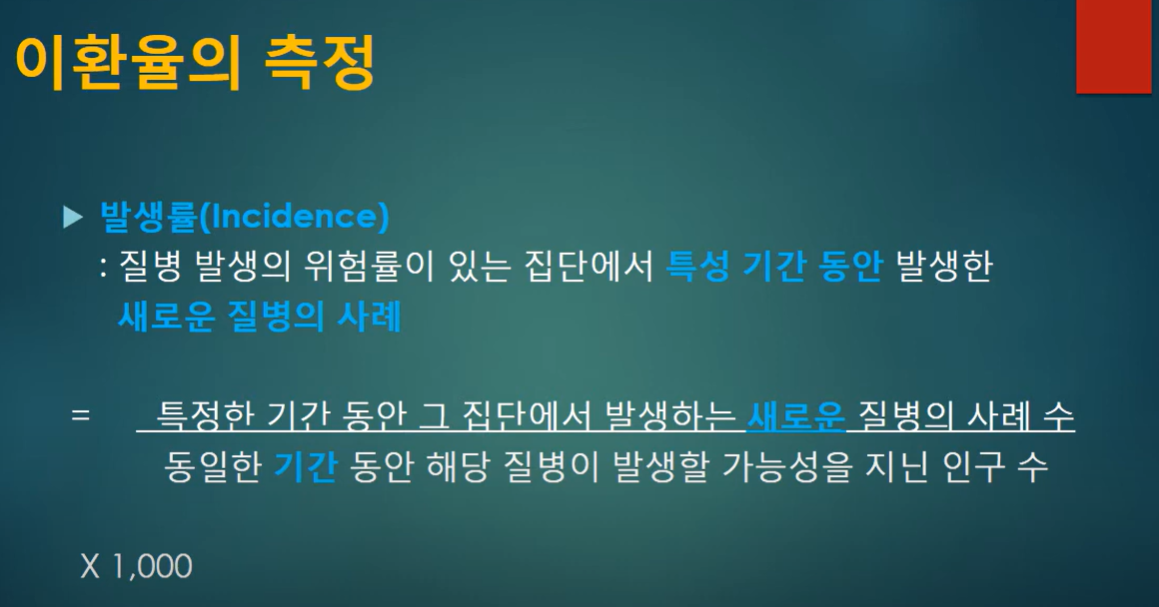 이환율의 측정
▶ 발생률(Incidence)
: 질병 발생의 위험률이 있는 집단에서 특성 기간 동안 발생한
새로운 질병의 사례
= 특정한 기간 동안 그 집단에서 발생하는 새로운 질병의 사례 수
동일한 기간 동안 해당 질병이 발생할 가능성을 지닌 인구 수
X 1,000